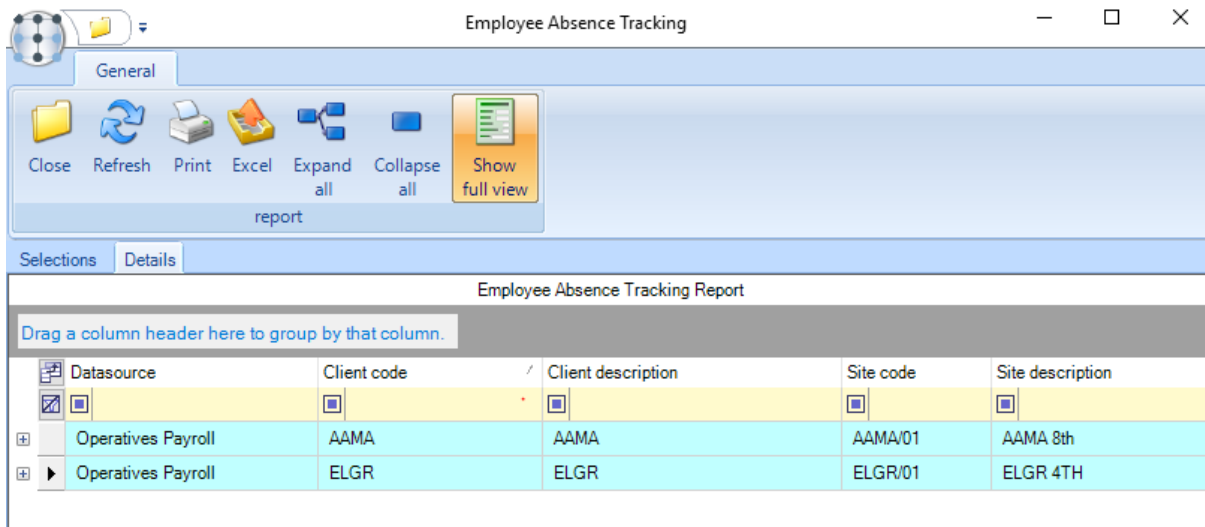 Employee Absence Tracking
General
Close Refresh Print Excel Expand all Collapse all Show full view
report
Selections Details
Employee Absence Tracking Report
Drag a column header here to group by that column.
Datasource Client code Client description Site code Site description
Operatives Payroll AAMA AAMA AAMA/01 AAMA 8th
Operatives Payroll ELGR ELGR ELGR/01 ELGR 4TH